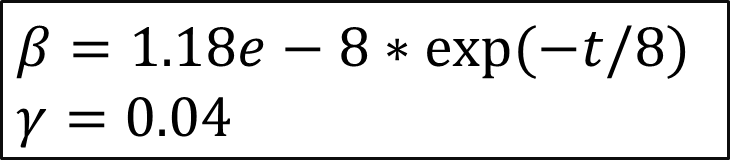 β = 1.18e − 8 * exp(−t/8)
γ = 0.04